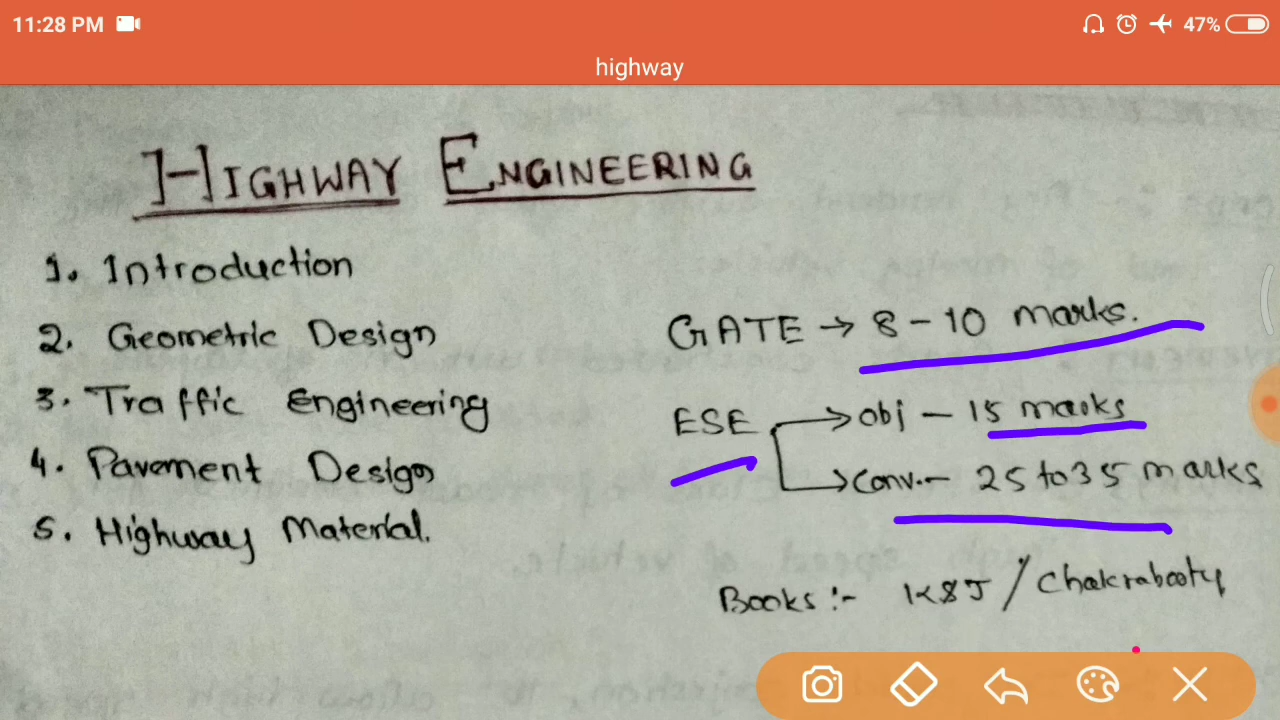 11:28 PM
47%
highway
HIGHWAY ENGINEERING
1. Introduction
2. Geometric Design
3. Traffic Engineering
4. Pavement Design
5. Highway Material.
GATE → 8 - 10 marks.
ESE → obj - 15 marks
→ Conv. - 25 to 35 marks
Books :- K&J / Chakrabooty